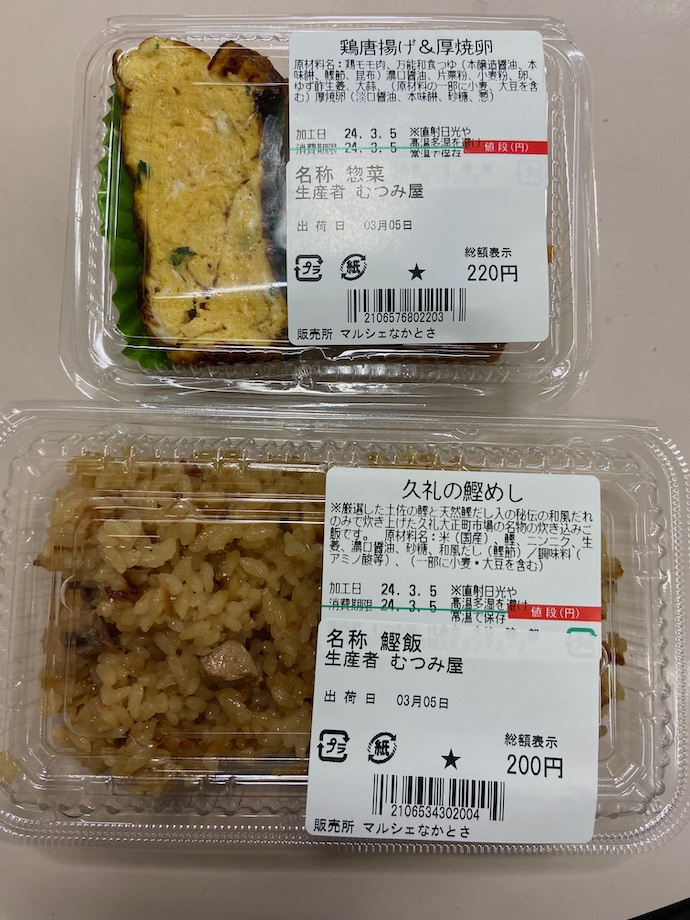 鶏唐揚げ&厚焼卵
原材料名:鶏モモ肉、万能和食つゆ(本醸造醤油、本
味醂、鰹節、昆布)濃口醤油、片栗粉、小麦粉、卵、
ゆず酢生姜、大蒜、(原材料の一部に小麦、大豆を含
む)厚焼卵(淡口醤油、本味醂、砂糖、葱)
加工日 24.3.5 ※直射日光や
消費期限 24.3.5 高温多湿を避け
常温で保存
値段(円)
名称 惣菜
生産者 むつみ屋
出荷日 03月05日
総額表示
プラ 紙 ★ 220円
2106576802203
販売所 マルシェなかとさ
久礼の鰹めし
※厳選した土佐の鰹と天然鰹だし入の秘伝の和風だれ
のみで炊き上げた久礼大正町市場の名物の炊き込みご
飯です。 原材料名:米(国産)、鰹、ニンニク、生
姜、濃口醤油、砂糖、和風だし(鰹節)/調味料(
アミノ酸等)、(一部に小麦・大豆を含む)
加工日 24.3.5 ※直射日光や
消費期限 24.3.5 高温多湿を避け
常温で保存
値段(円)
名称 鰹飯
生産者 むつみ屋
出荷日 03月05日
総額表示
プラ 紙 ★ 200円
2106534302004
販売所 マルシェなかとさ